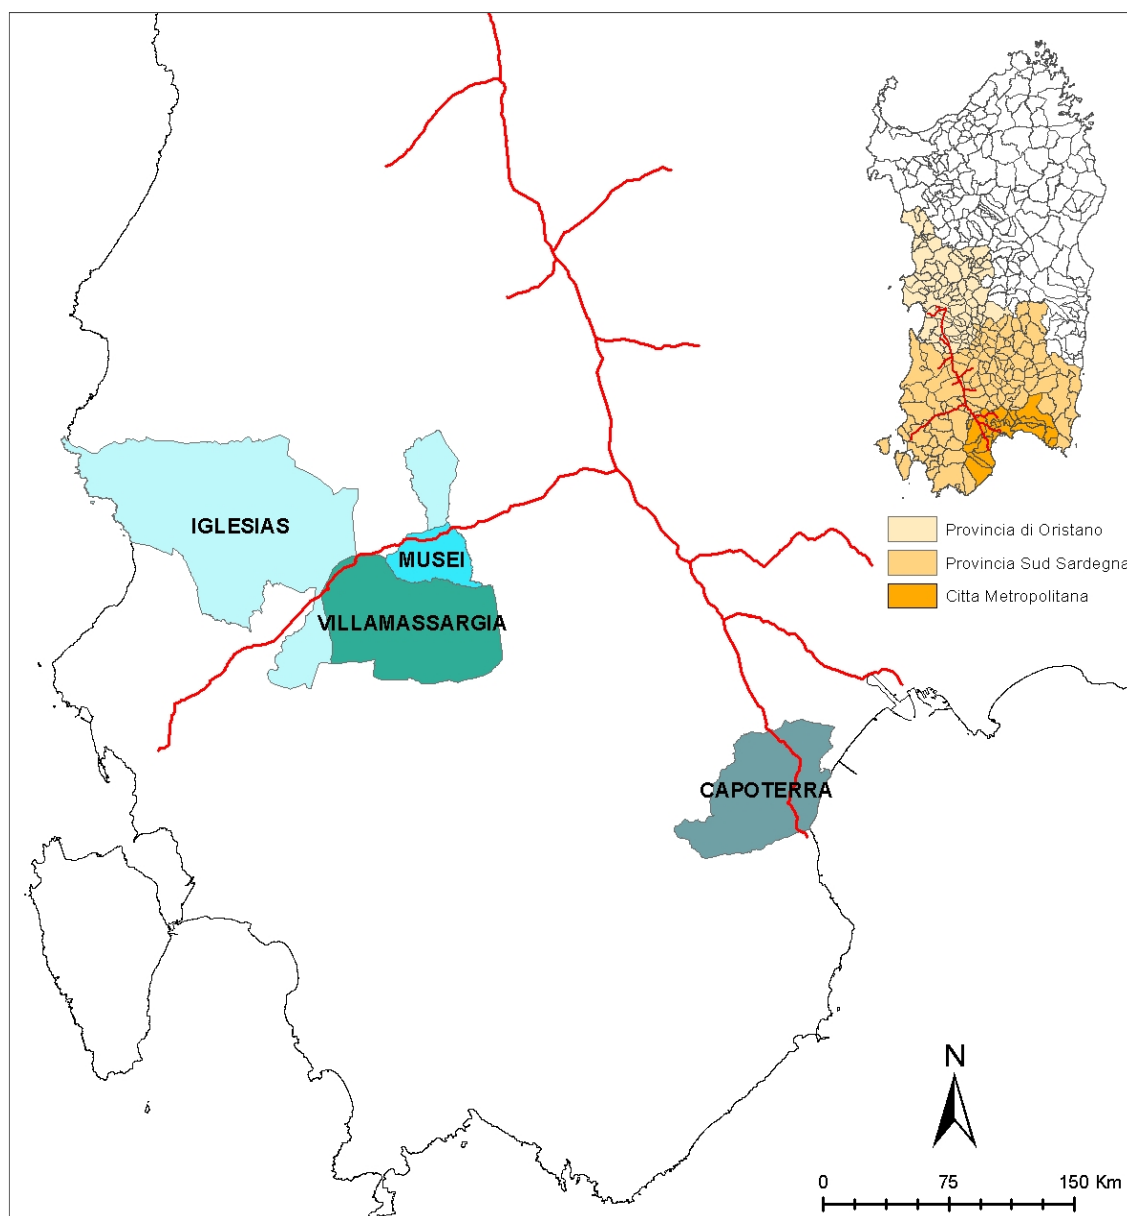 IGLESIAS
MUSEI
VILLAMASSARGIA
CAPOTERRA
Provincia di Oristano
Provincia Sud Sardegna
Citta Metropolitana
N
0 75 150 Km